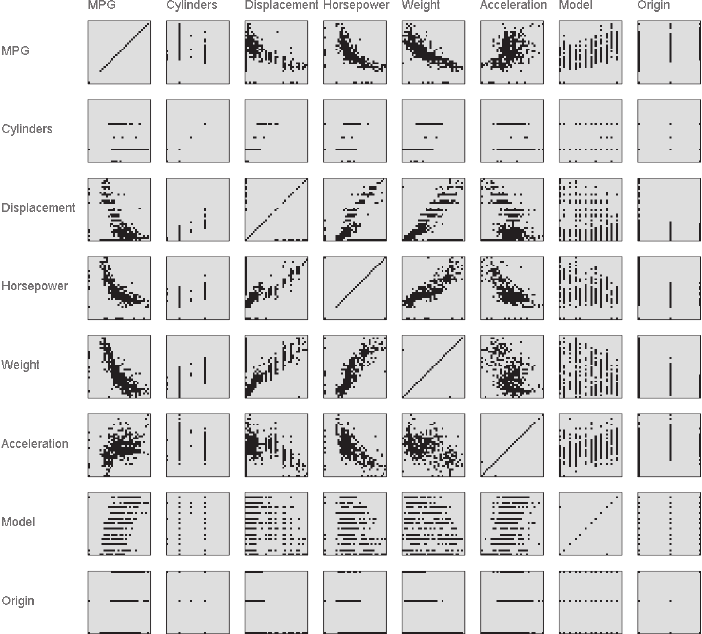 MPG Cylinders Displacement Horsepower Weight Acceleration Model Origin
MPG
Cylinders
Displacement
Horsepower
Weight
Acceleration
Model
Origin